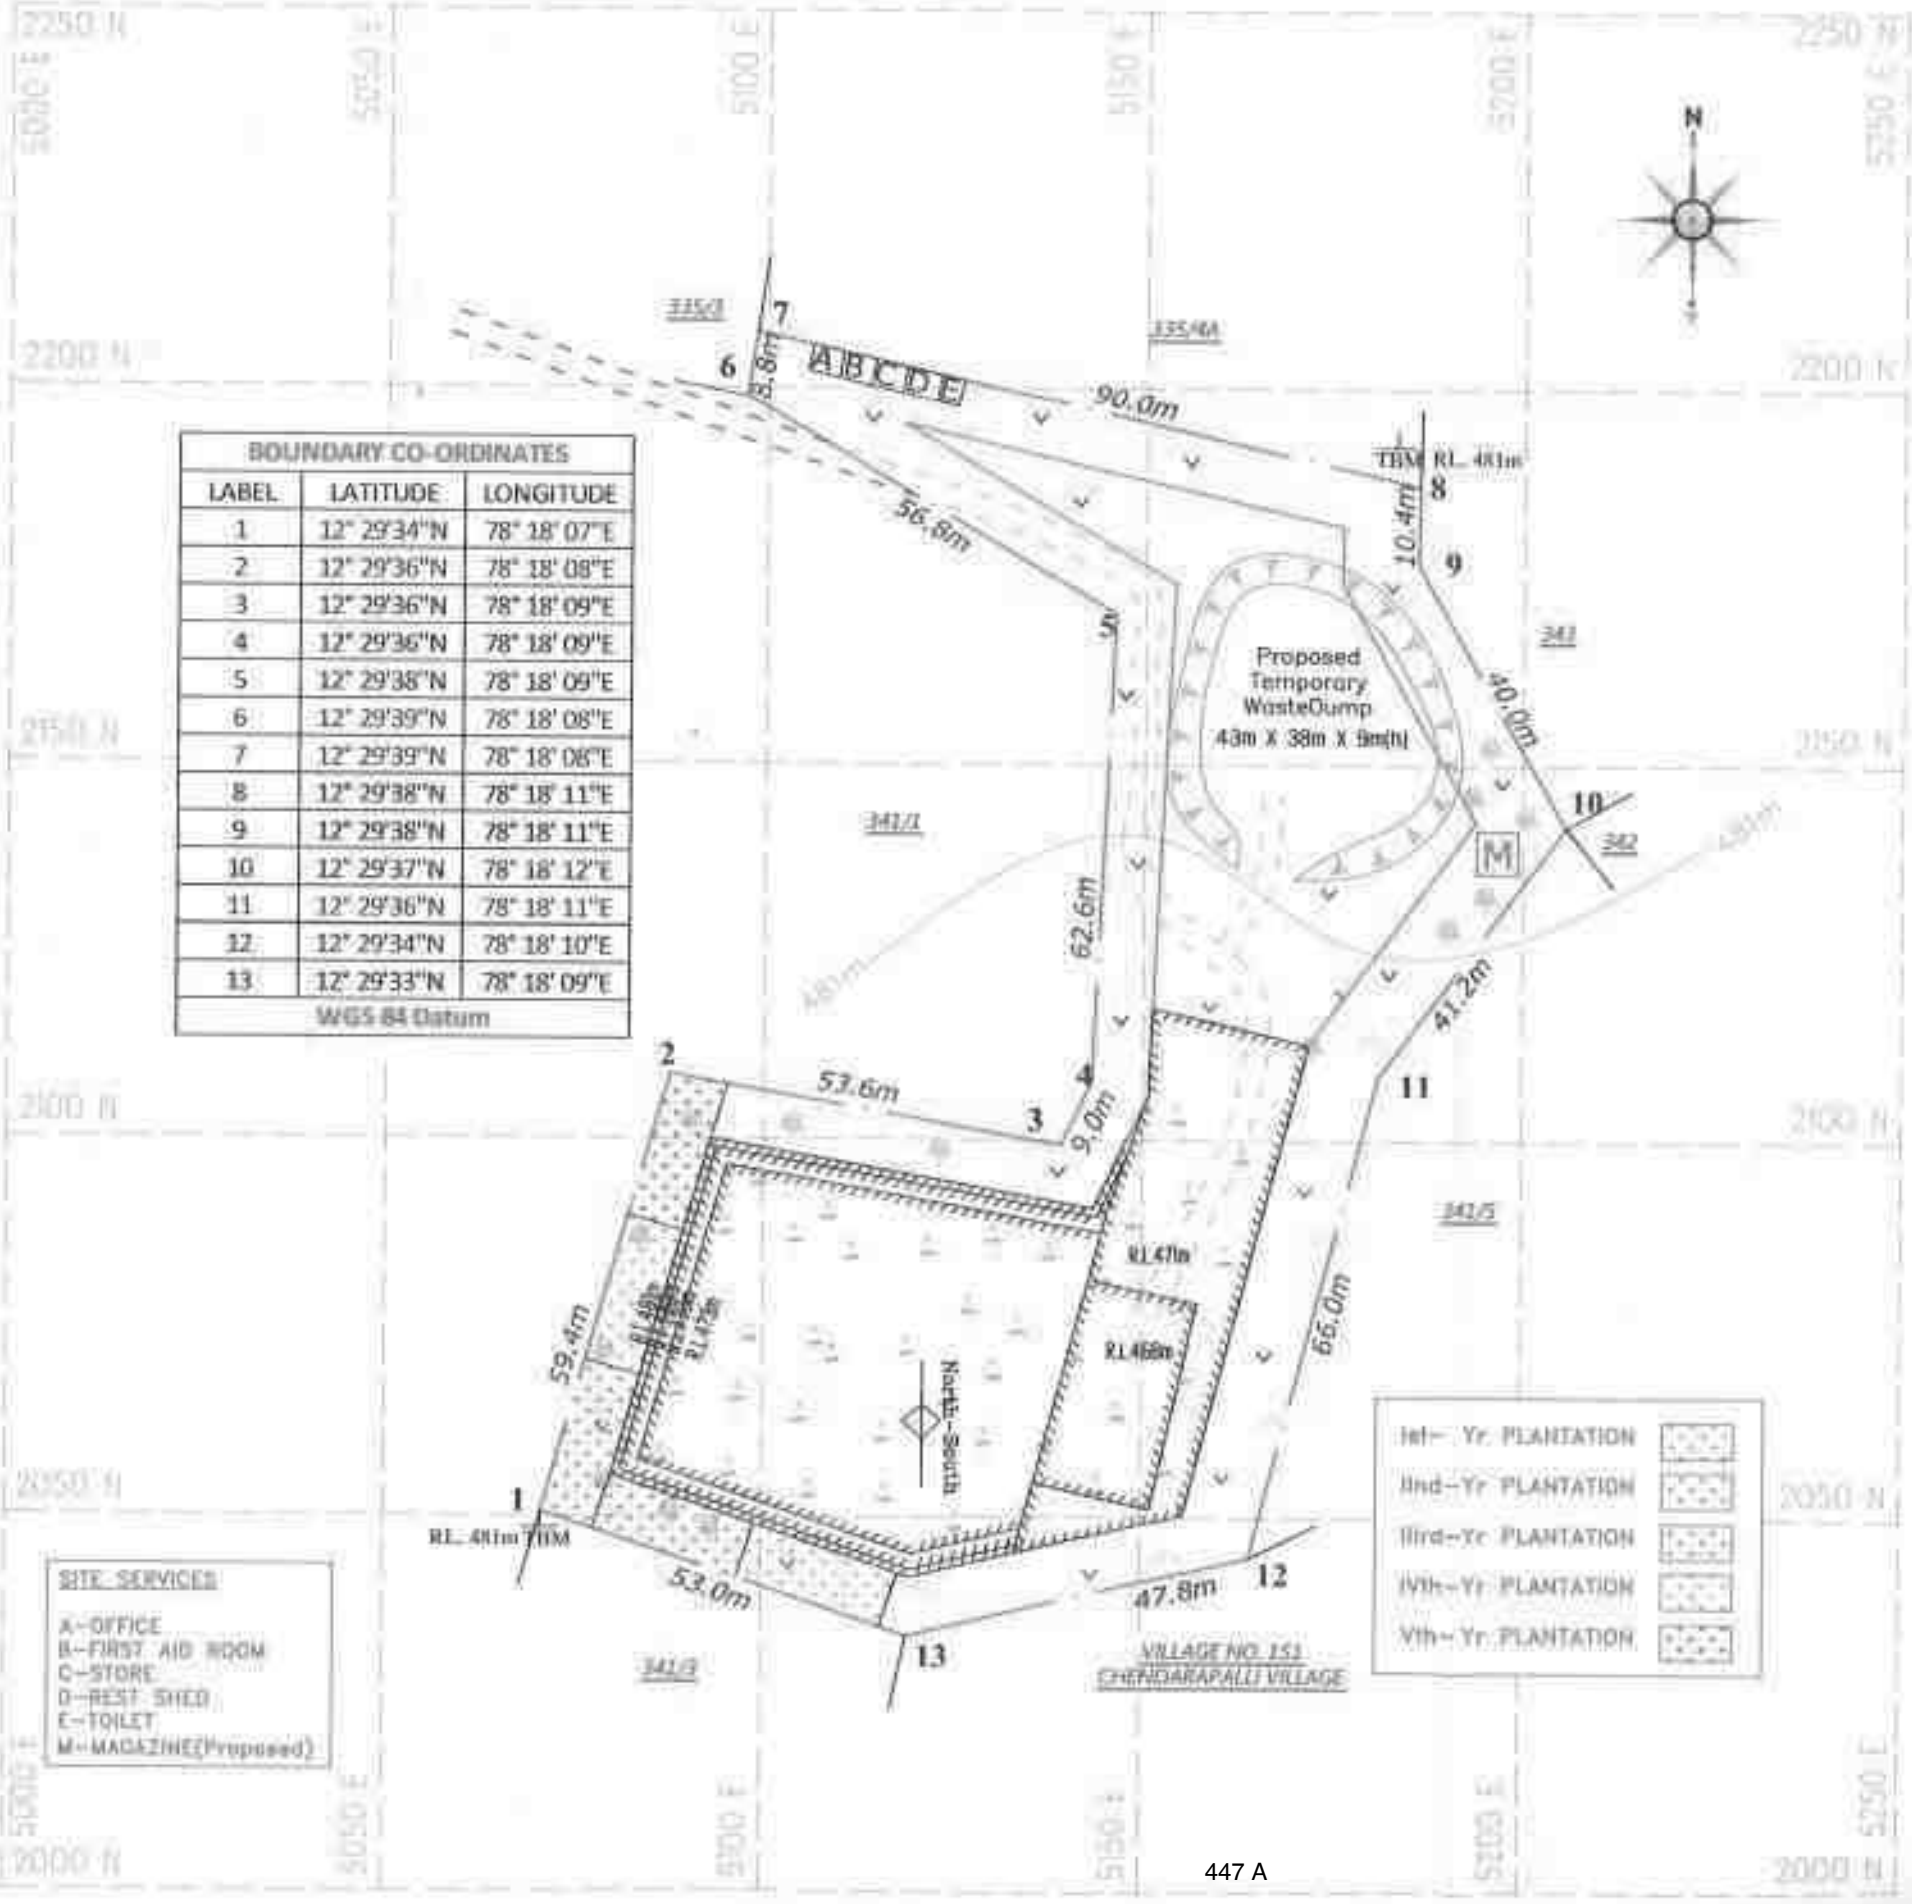 2250 N
2250 N
5000 E
5050 E
5100 E
5150 E
5200 E
5250 E
N
335/3
7
335/4A
2200 N
6
8.8m
A B C D E
90.0m
2200 N
TBM RL. 481m
8
10.4m
9
56.8m
BOUNDARY CO-ORDINATES
LABEL LATITUDE LONGITUDE
1 12° 29'34"N 78° 18' 07"E
2 12° 29'36"N 78° 18' 08"E
3 12° 29'36"N 78° 18' 09"E
4 12° 29'36"N 78° 18' 09"E
5 12° 29'38"N 78° 18' 09"E
6 12° 29'39"N 78° 18' 08"E
7 12° 29'39"N 78° 18' 08"E
8 12° 29'38"N 78° 18' 11"E
9 12° 29'38"N 78° 18' 11"E
10 12° 29'37"N 78° 18' 12"E
11 12° 29'36"N 78° 18' 11"E
12 12° 29'34"N 78° 18' 10"E
13 12° 29'33"N 78° 18' 09"E
WGS 84 Datum
5
343
Proposed
Temporary
WasteDump
43m X 38m X 9m(h)
40.0m
2150 N
2150 N
10
341/1
M
342
481m
481m
62.6m
41.2m
2
53.6m
4
3
9.0m
11
2100 N
2100 N
341/5
R.L.471m
R.L.473m
R.L.468m
59.4m
66.0m
North-South
2050 N
2050 N
1
RL. 481m TBM
53.0m
47.8m
12
13
341/3
VILLAGE NO. 151
CHENDARAPALLI VILLAGE
Ist- Yr. PLANTATION
IInd-Yr PLANTATION
IIIrd-Yr PLANTATION
IVth-Yr PLANTATION
Vth-Yr PLANTATION
SITE SERVICES
A-OFFICE
B-FIRST AID ROOM
C-STORE
D-REST SHED
E-TOILET
M-MAGAZINE(Proposed)
5000 E
5050 E
5100 E
5150 E
5200 E
5250 E
2000 N
2000 N
447 A